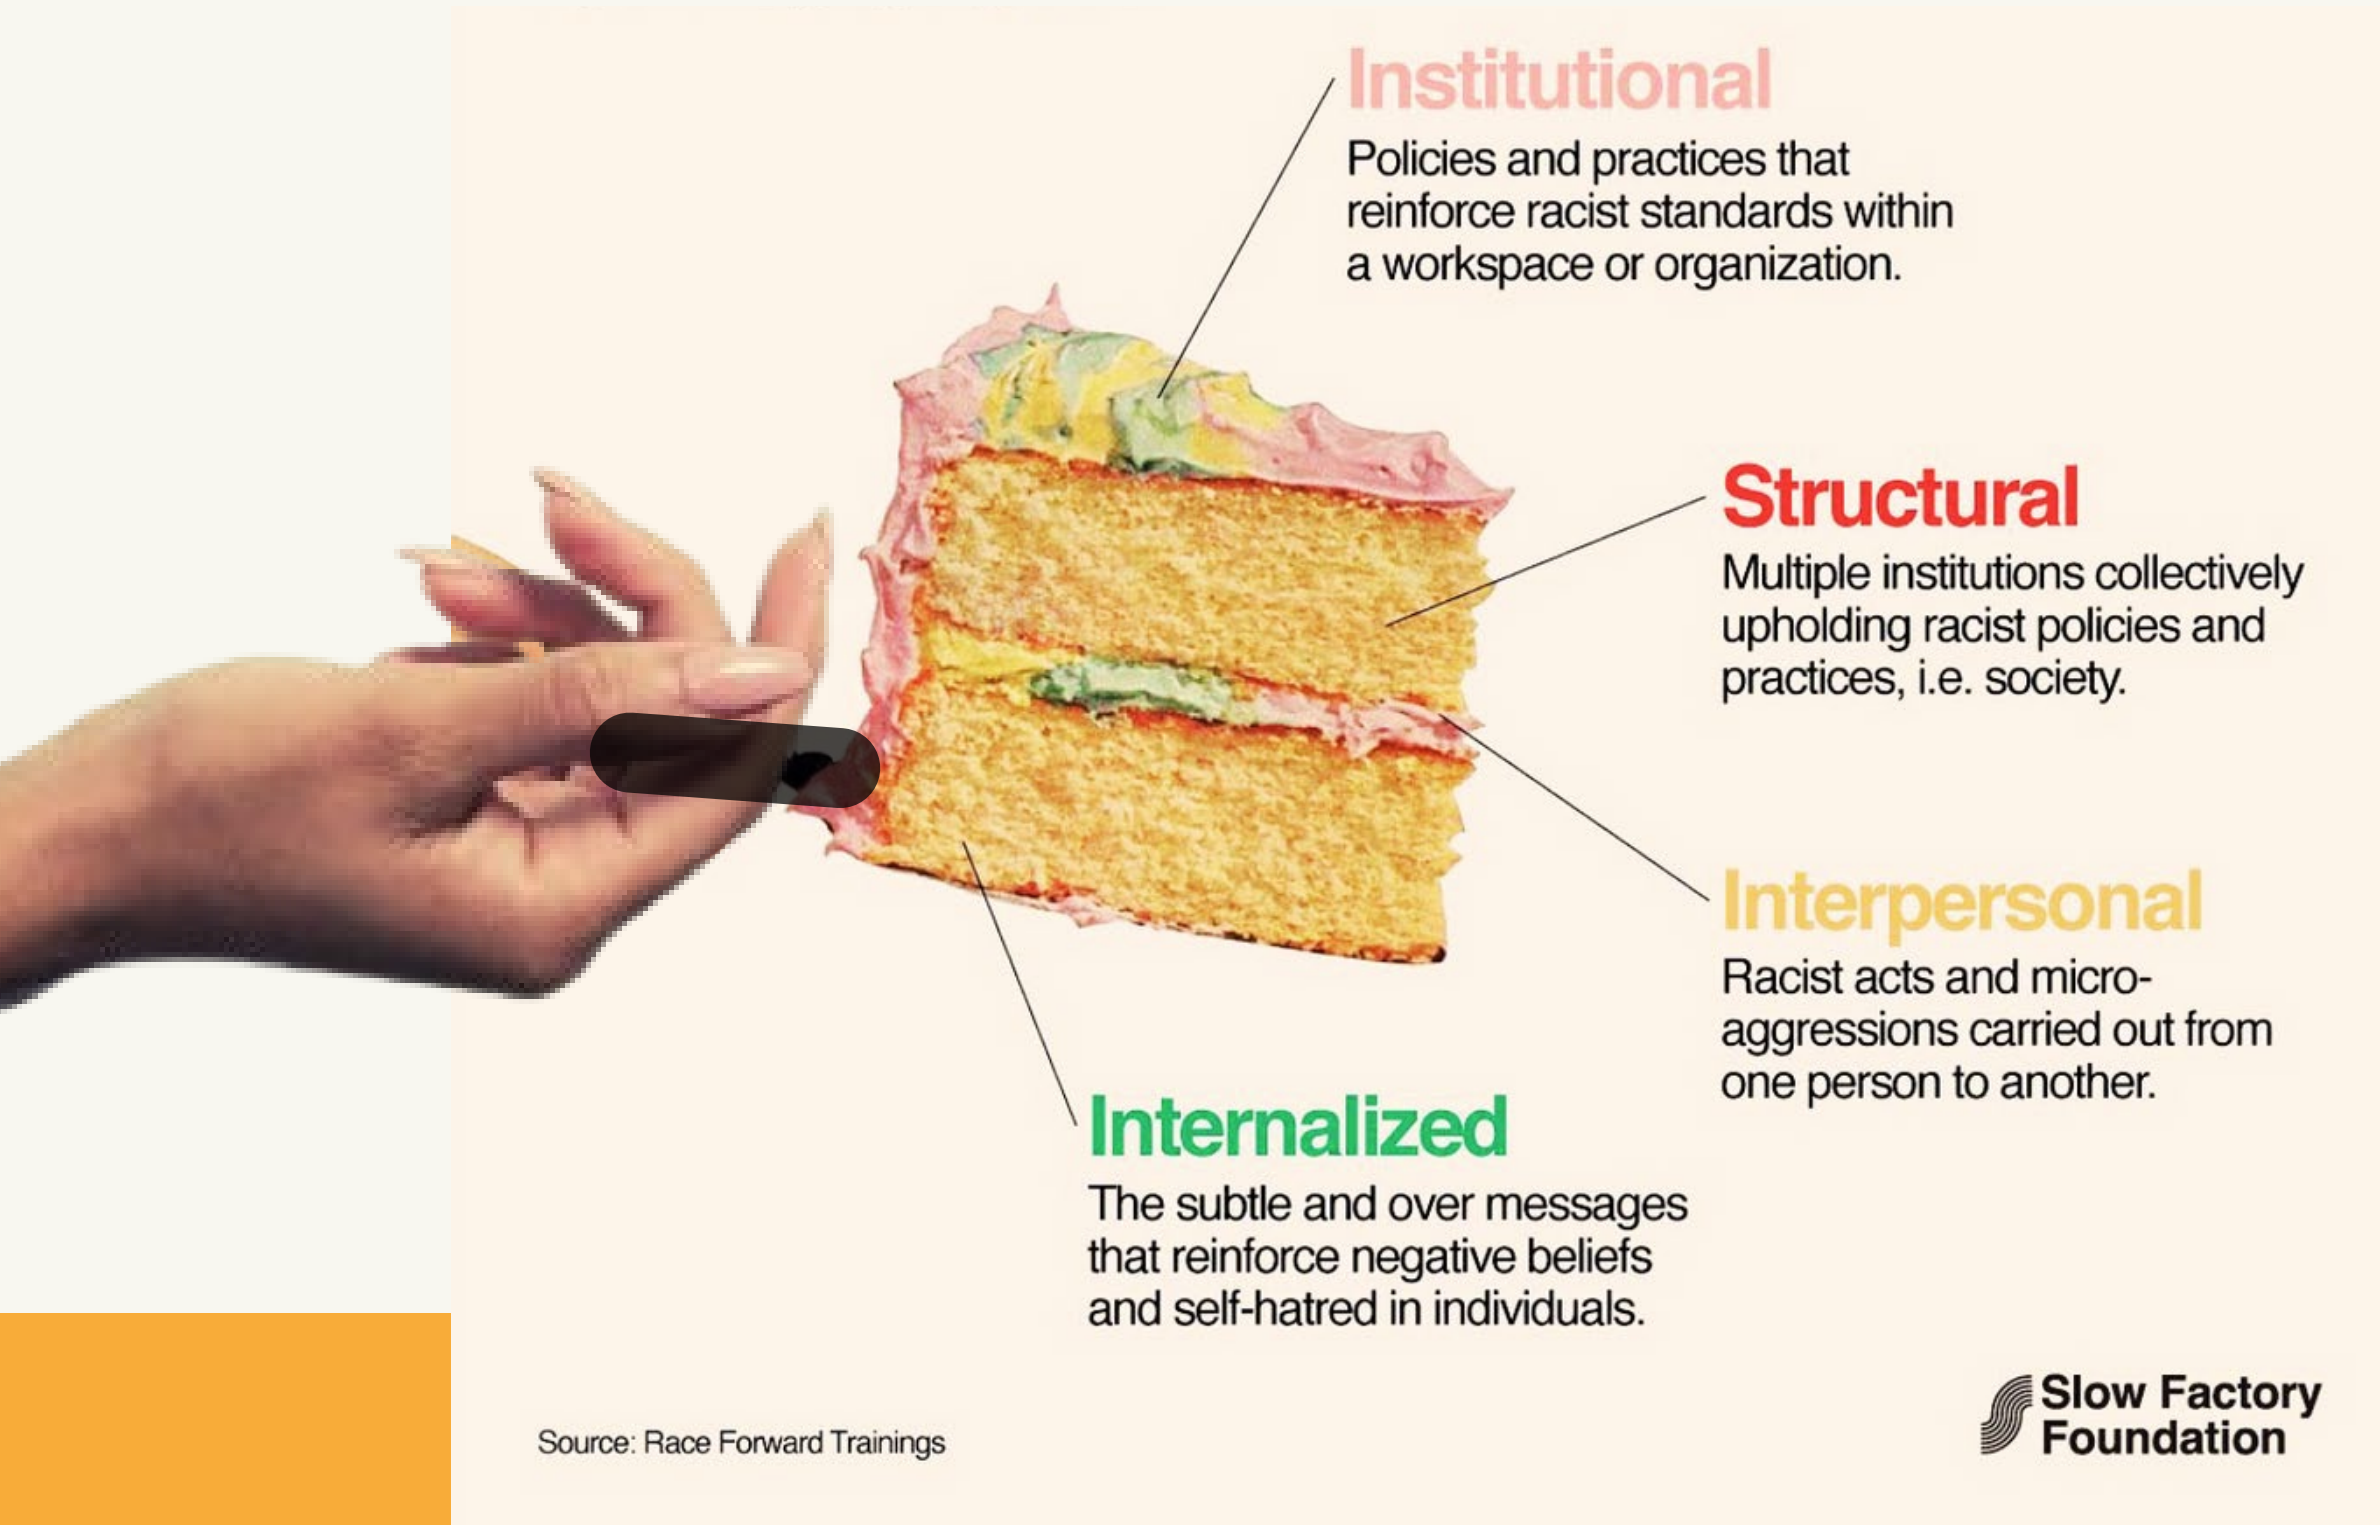 Institutional
Policies and practices that
reinforce racist standards within
a workspace or organization.
Structural
Multiple institutions collectively
upholding racist policies and
practices, i.e. society.
Interpersonal
Racist acts and micro-
aggressions carried out from
one person to another.
Internalized
The subtle and over messages
that reinforce negative beliefs
and self-hatred in individuals.
Source: Race Forward Trainings
Slow Factory
Foundation